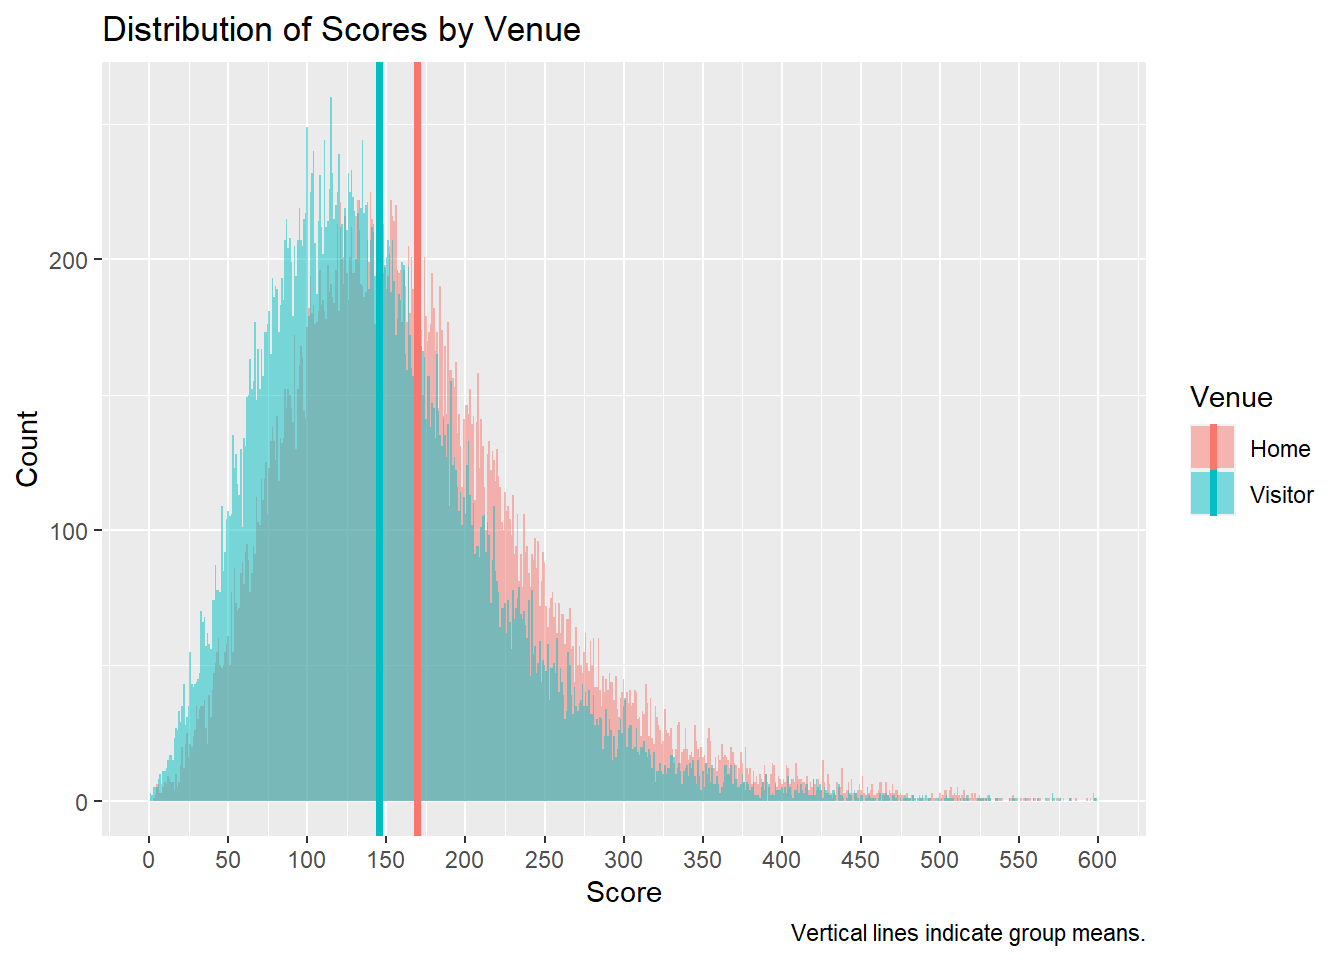 Distribution of Scores by Venue
Count
200
100
0
0 50 100 150 200 250 300 350 400 450 500 550 600
Score
Venue
Home
Visitor
Vertical lines indicate group means.